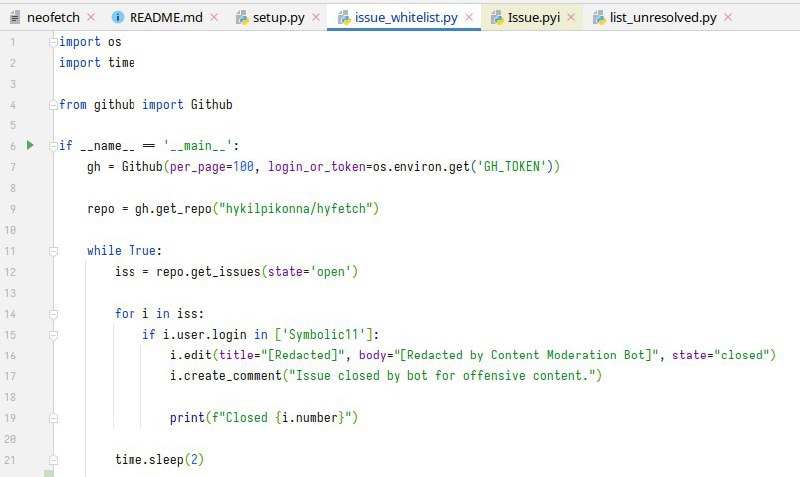 neofetch README.md setup.py issue_whitelist.py Issue.pyi list_unresolved.py
1 import os
2 import time
3
4 from github import Github
5
6 if __name__ == '__main__':
7 gh = Github(per_page=100, login_or_token=os.environ.get('GH_TOKEN'))
8
9 repo = gh.get_repo("hykilpikonna/hyfetch")
10
11 while True:
12 iss = repo.get_issues(state='open')
13
14 for i in iss:
15 if i.user.login in ['Symbolic11']:
16 i.edit(title="[Redacted]", body="[Redacted by Content Moderation Bot]", state="closed")
17 i.create_comment("Issue closed by bot for offensive content.")
18
19 print(f"Closed {i.number}")
20
21 time.sleep(2)